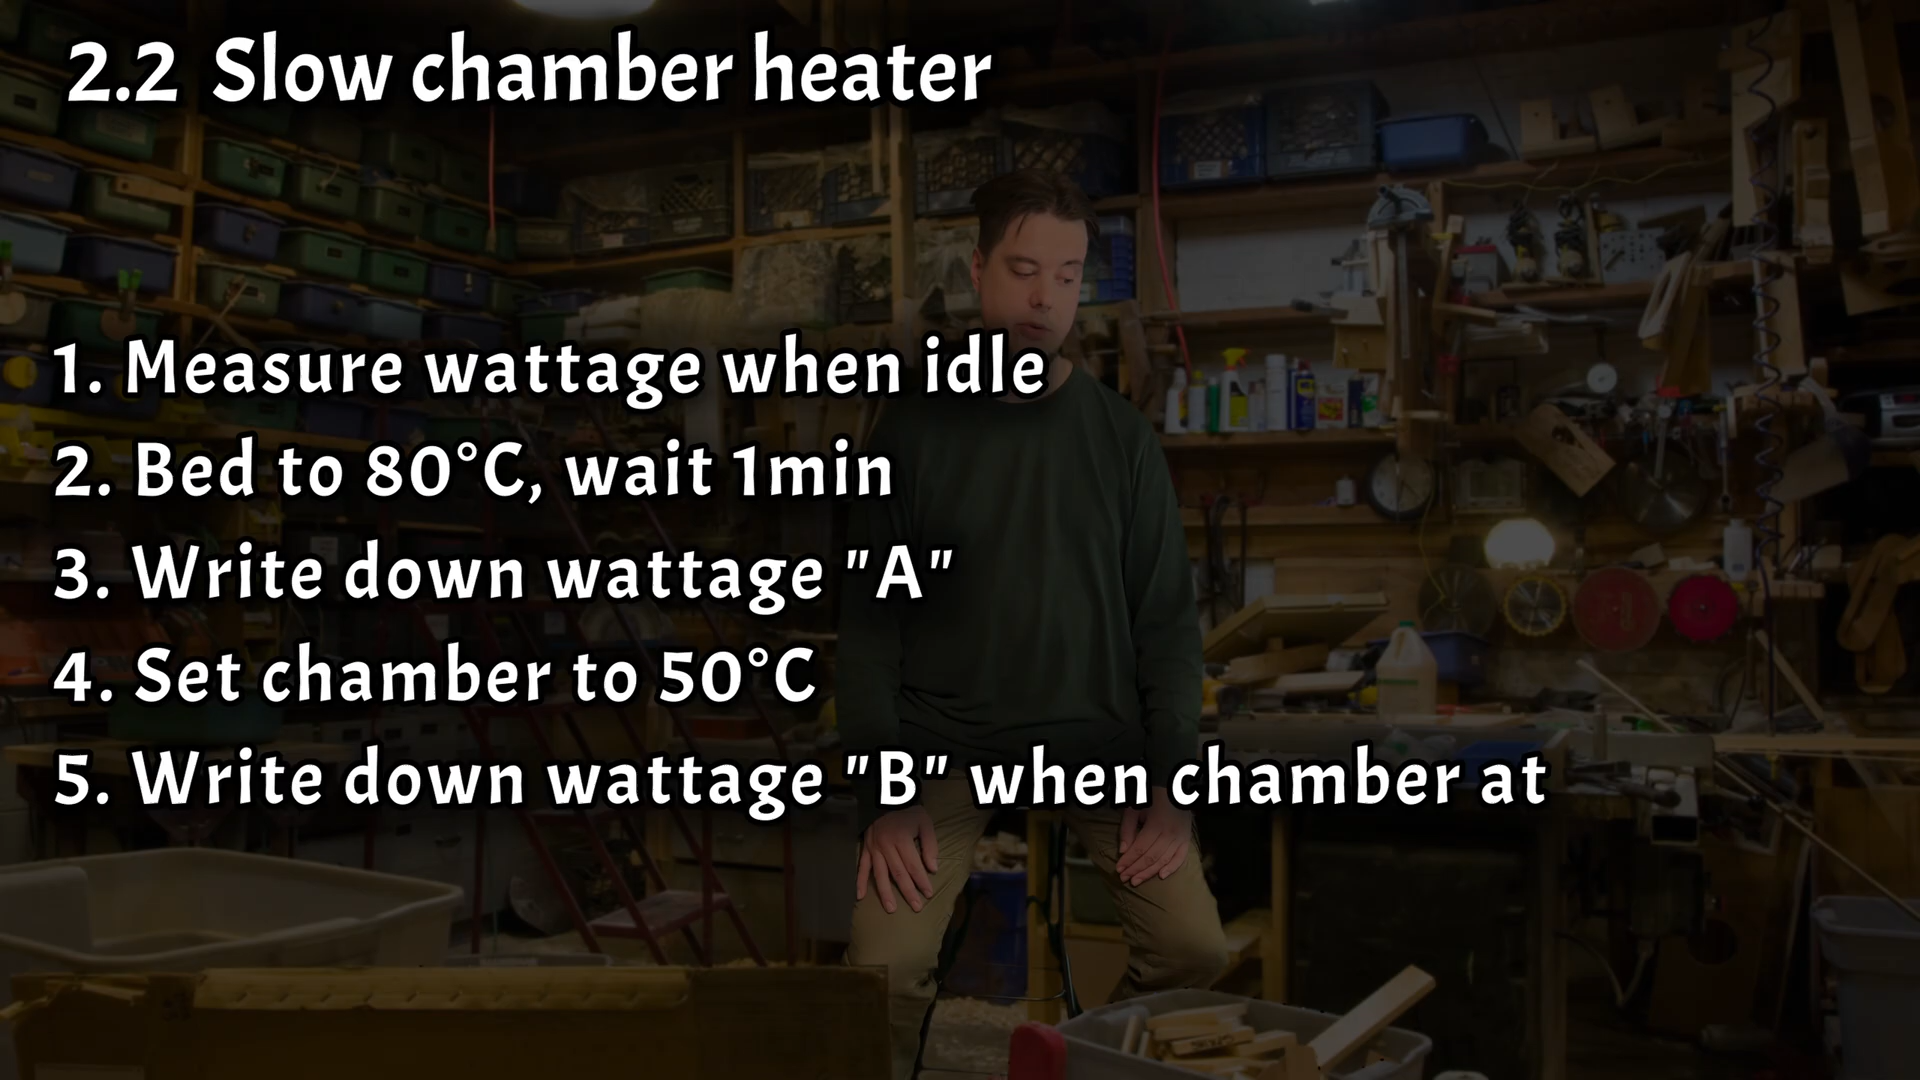 2.2 Slow chamber heater
1. Measure wattage when idle
2. Bed to 80°C, wait 1min
3. Write down wattage "A"
4. Set chamber to 50°C
5. Write down wattage "B" when chamber at